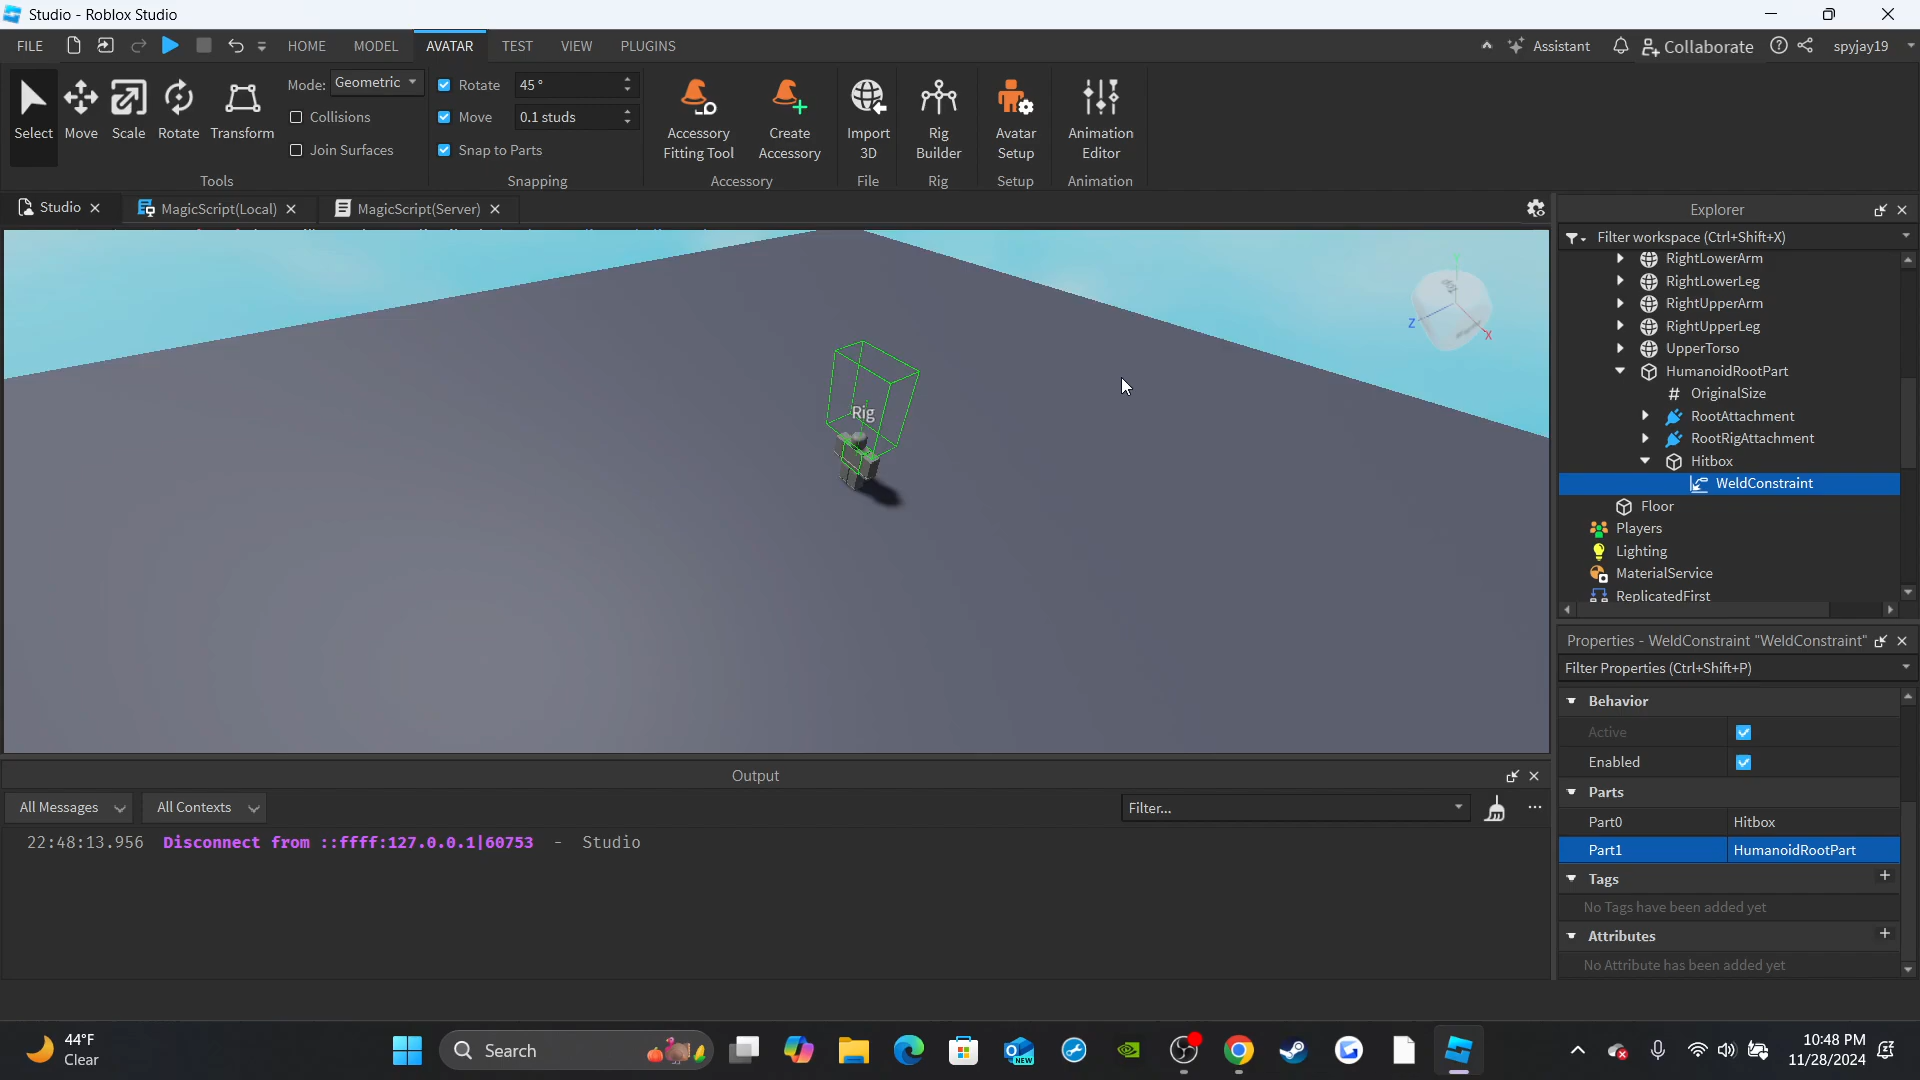 Studio - Roblox Studio
FILE HOME MODEL AVATAR TEST VIEW PLUGINS Assistant Collaborate spyjay19
Select Move Scale Rotate Transform
Mode: Geometric
Collisions
Join Surfaces
Tools
Rotate 45 °
Move 0.1 studs
Snap to Parts
Snapping
Accessory
Fitting Tool
Create
Accessory
Accessory
Import
3D
File
Rig
Builder
Rig
Avatar
Setup
Setup
Animation
Editor
Animation
Studio MagicScript(Local) MagicScript(Server)
Rig
Y
Z
X
Explorer
Filter workspace (Ctrl+Shift+X)
RightLowerArm
RightLowerLeg
RightUpperArm
RightUpperLeg
UpperTorso
HumanoidRootPart
# OriginalSize
RootAttachment
RootRigAttachment
Hitbox
WeldConstraint
Floor
Players
Lighting
MaterialService
ReplicatedFirst
Properties - WeldConstraint "WeldConstraint"
Filter Properties (Ctrl+Shift+P)
Behavior
Active
Enabled
Parts
Part0 Hitbox
Part1 HumanoidRootPart
Tags +
No Tags have been added yet
Attributes +
No Attribute has been added yet
Output
All Messages All Contexts Filter... ...
22:48:13.956 Disconnect from ::ffff:127.0.0.1|60753 - Studio
44°F
Clear
Search
NEW
10:48 PM
11/28/2024